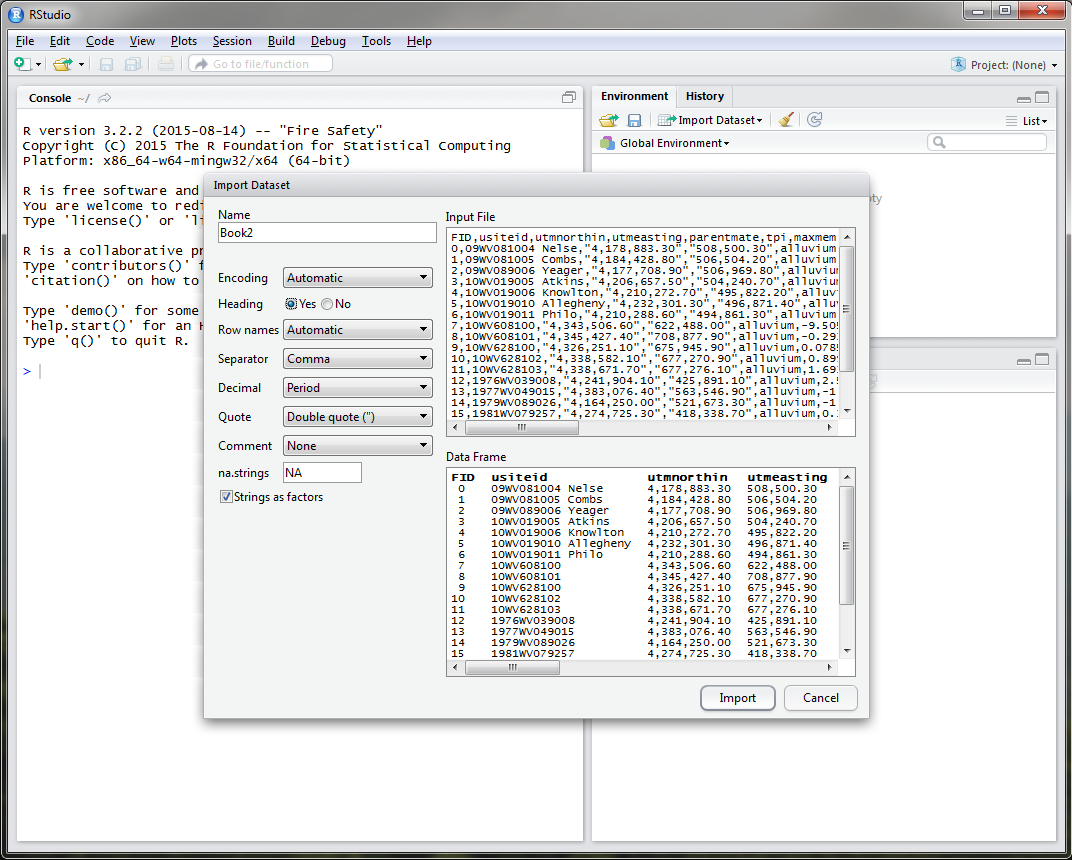 RStudio
File Edit Code View Plots Session Build Debug Tools Help
Go to file/function
Project: (None)
Console ~/
R version 3.2.2 (2015-08-14) -- "Fire Safety"
Copyright (C) 2015 The R Foundation for Statistical Computing
Platform: x86_64-w64-mingw32/x64 (64-bit)
R is free software and
You are welcome to redi
Type 'license()' or 'li
R is a collaborative pr
Type 'contributors()' f
'citation()' on how to
Type 'demo()' for some
'help.start()' for an H
Type 'q()' to quit R.
>
Environment History
Import Dataset
List
Global Environment
ty
Import Dataset
Name
Book2
Encoding Automatic
Heading Yes No
Row names Automatic
Separator Comma
Decimal Period
Quote Double quote (")
Comment None
na.strings NA
Strings as factors
Input File
FID,usiteid,utmnorthin,utmeasting,parentmate,tpi,maxmem
0,09WV081004 Nelse,"4,178,883.30","508,500.30",alluvium
1,09WV081005 Combs,"4,184,428.80","506,504.20",alluvium
2,09WV089006 Yeager,"4,177,708.90","506,969.80",alluvium
3,10WV019005 Atkins,"4,206,657.50","504,240.70",alluvium
4,10WV019006 Knowlton,"4,210,272.70","495,822.20",alluvi
5,10WV019010 Allegheny,"4,232,301.30","496,871.40",alluv
6,10WV019011 Philo,"4,210,288.60","494,861.30",alluvium
7,10WV608100,"4,343,506.60","622,488.00",alluvium,-9.505
8,10WV608101,"4,345,427.40","708,877.90",alluvium,-0.29
9,10WV628100,"4,326,251.10","675,945.90",alluvium,0.0785
10,10WV628102,"4,338,582.10","677,270.90",alluvium,0.899
11,10WV628103,"4,338,671.70","677,276.10",alluvium,1.69
12,1976WV039008,"4,241,904.10","425,891.10",alluvium,2.5
13,1977WV049015,"4,383,076.40","563,546.90",alluvium,-1
14,1979WV089026,"4,164,250.00","521,673.30",alluvium,-1
15,1981WV079257,"4,274,725.30","418,338.70",alluvium,0.
Data Frame
FID usiteid utmnorthin utmeasting
0 09WV081004 Nelse 4,178,883.30 508,500.30
1 09WV081005 Combs 4,184,428.80 506,504.20
2 09WV089006 Yeager 4,177,708.90 506,969.80
3 10WV019005 Atkins 4,206,657.50 504,240.70
4 10WV019006 Knowlton 4,210,272.70 495,822.20
5 10WV019010 Allegheny 4,232,301.30 496,871.40
6 10WV019011 Philo 4,210,288.60 494,861.30
7 10WV608100 4,343,506.60 622,488.00
8 10WV608101 4,345,427.40 708,877.90
9 10WV628100 4,326,251.10 675,945.90
10 10WV628102 4,338,582.10 677,270.90
11 10WV628103 4,338,671.70 677,276.10
12 1976WV039008 4,241,904.10 425,891.10
13 1977WV049015 4,383,076.40 563,546.90
14 1979WV089026 4,164,250.00 521,673.30
15 1981WV079257 4,274,725.30 418,338.70
Import Cancel